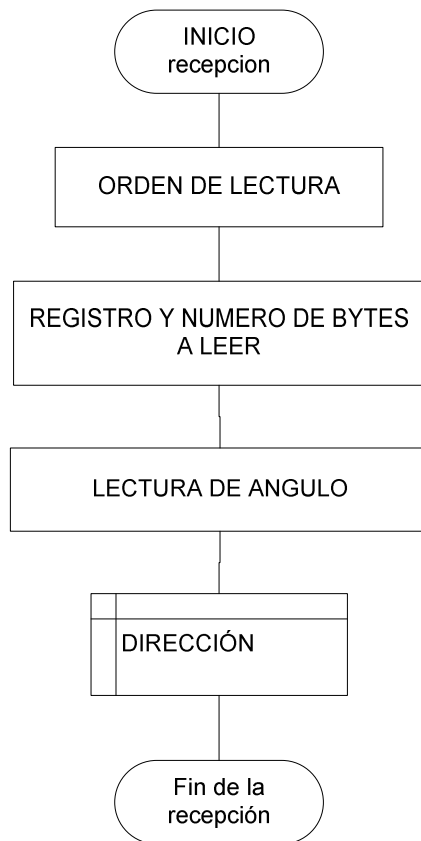 INICIO
recepcion
ORDEN DE LECTURA
REGISTRO Y NUMERO DE BYTES
A LEER
LECTURA DE ANGULO
DIRECCIÓN
Fin de la
recepción